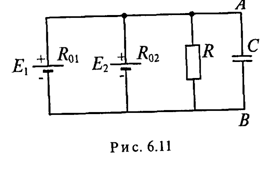 A
+ E₁ - R₀₁
+ E₂ - R₀₂
R
C
B
Рис. 6.11